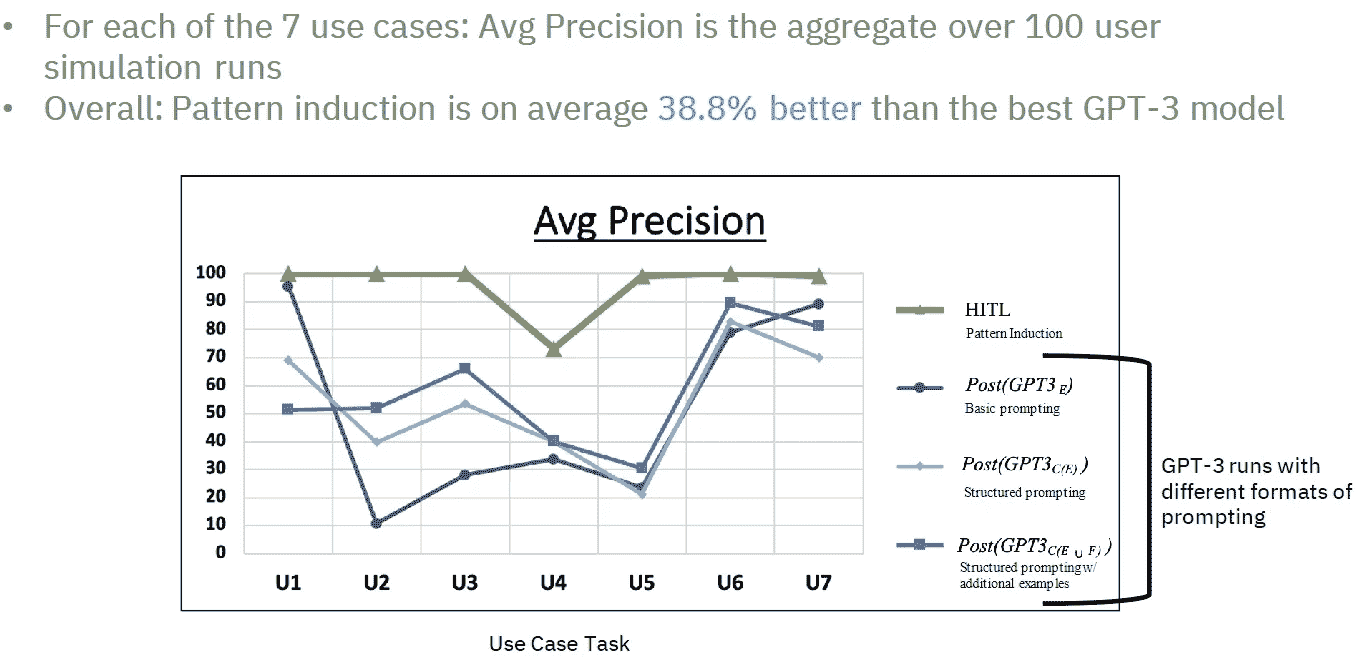 • For each of the 7 use cases: Avg Precision is the aggregate over 100 user
simulation runs
• Overall: Pattern induction is on average 38.8% better than the best GPT-3 model
Avg Precision
100
90
80
70
60
50
40
30
20
10
0
U1 U2 U3 U4 U5 U6 U7
Use Case Task
HITL
Pattern Induction
Post(GPT3 E)
Basic prompting
Post(GPT3C(E) )
Structured prompting
Post(GPT3C(E ∪ F) )
Structured prompting w/
additional examples
GPT-3 runs with
different formats of
prompting